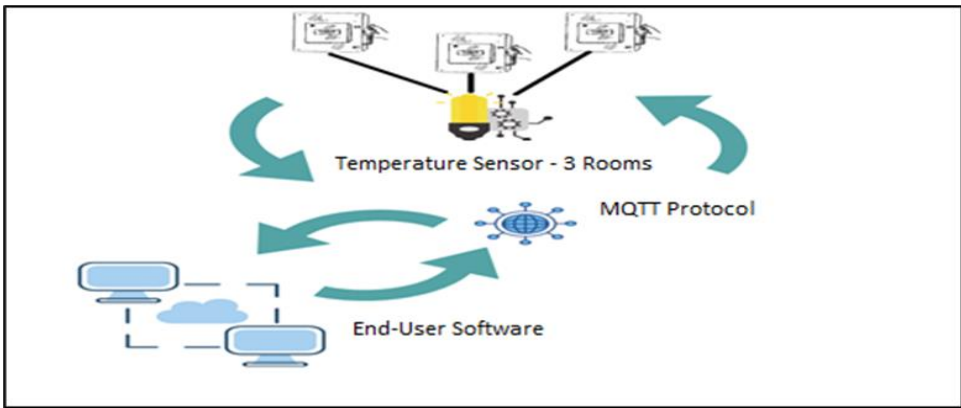 Temperature Sensor - 3 Rooms
MQTT Protocol
End-User Software